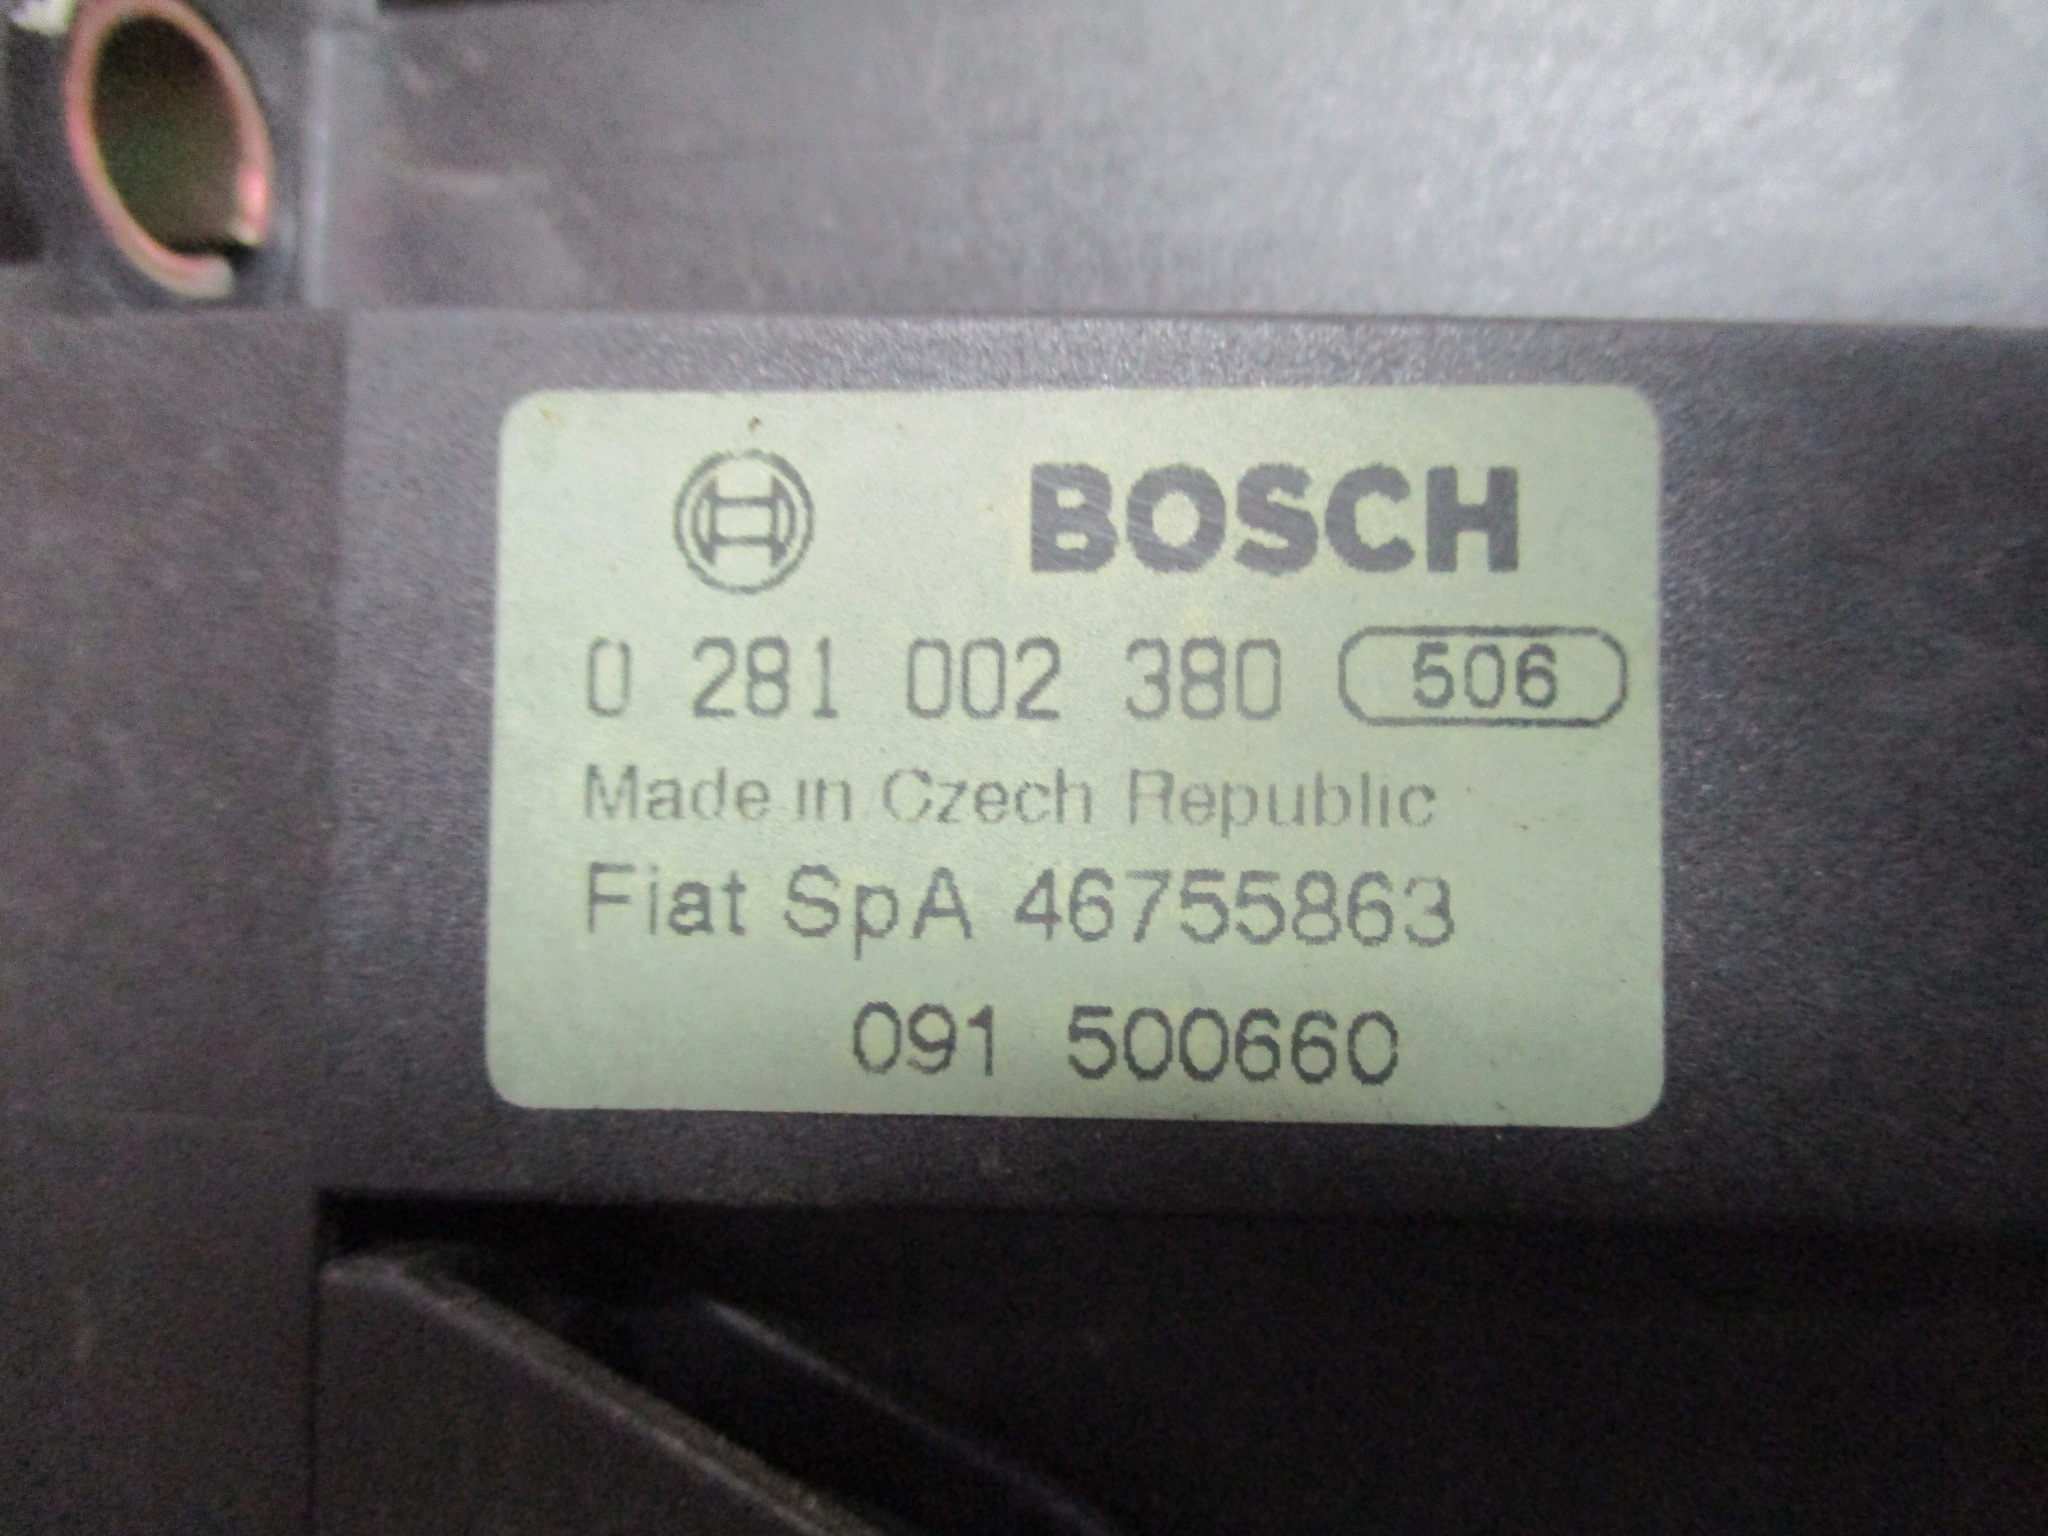 BOSCH
0 281 002 380 506
Made in Czech Republic
Fiat SpA 46755863
091 500660